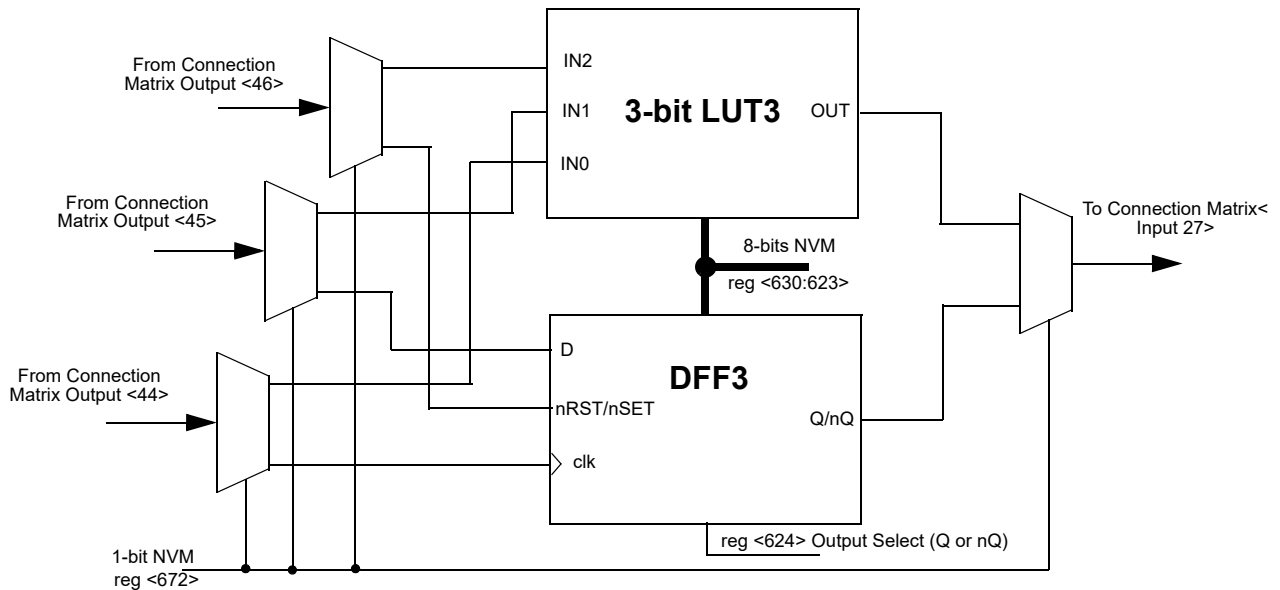 From Connection
Matrix Output <46>
IN2
IN1
3-bit LUT3
OUT
IN0
From Connection
Matrix Output <45>
To Connection Matrix<
Input 27>
8-bits NVM
reg <630:623>
D
DFF3
From Connection
Matrix Output <44>
nRST/nSET
Q/nQ
clk
reg <624> Output Select (Q or nQ)
1-bit NVM
reg <672>